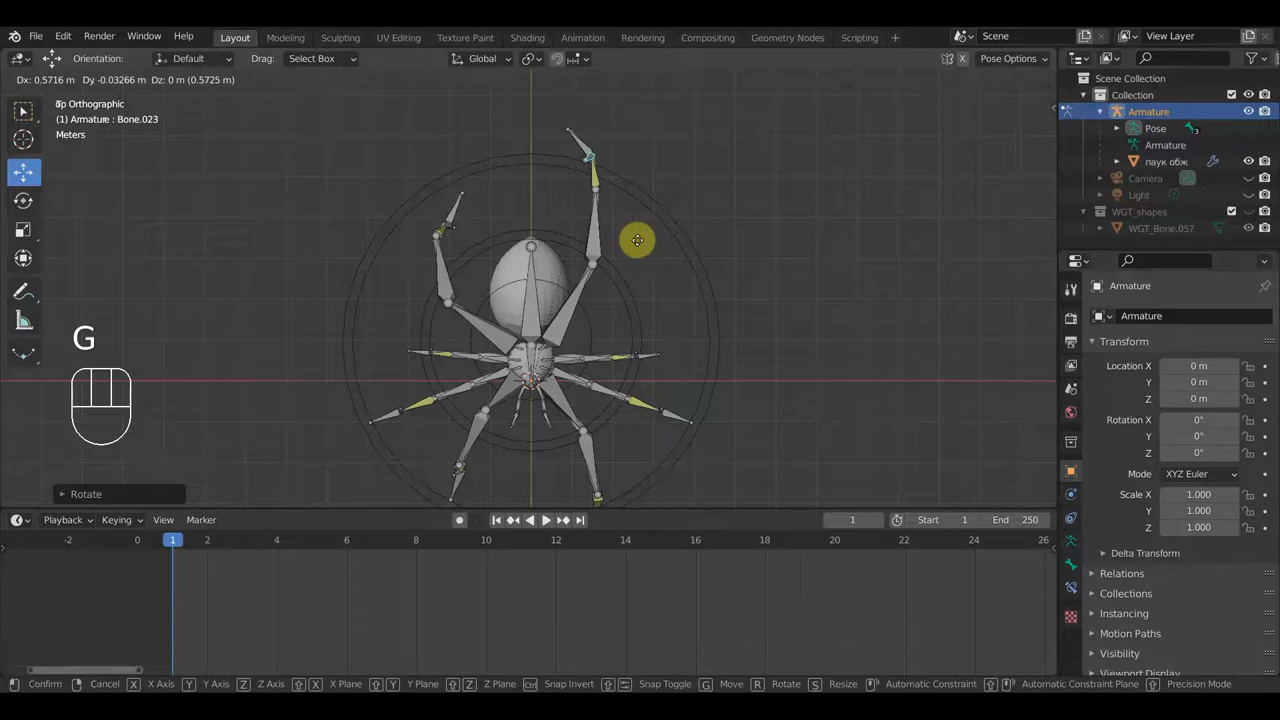 File Edit Render Window Help Layout Modeling Sculpting UV Editing Texture Paint Shading Animation Rendering Compositing Geometry Nodes Scripting + Scene View Layer
Orientation: Default Drag: Select Box Global X Pose Options
Dx: 0.5716 m Dy: -0.03266 m Dz: 0 m (0.5725 m)
Scene Collection
Collection
Armature
Pose 3
Armature
паук обж
Camera
Light
WGT_shapes
WGT_Bone.057
Top Orthographic
(1) Armature : Bone.023
Meters
G
Rotate
Armature
Armature
Transform
Location X 0 m
Y 0 m
Z 0 m
Rotation X 0°
Y 0°
Z 0°
Mode XYZ Euler
Scale X 1.000
Y 1.000
Z 1.000
Delta Transform
Relations
Collections
Instancing
Motion Paths
Visibility
Viewport Display
Playback Keying View Marker 1 Start 1 End 250
-2 0 1 2 4 6 8 10 12 14 16 18 20 22 24 26
Confirm Cancel X X Axis Y Y Axis Z Z Axis X X Plane Y Y Plane Z Z Plane Ctrl Snap Invert Snap Toggle G Move R Rotate S Resize Automatic Constraint Automatic Constraint Plane Precision Mode